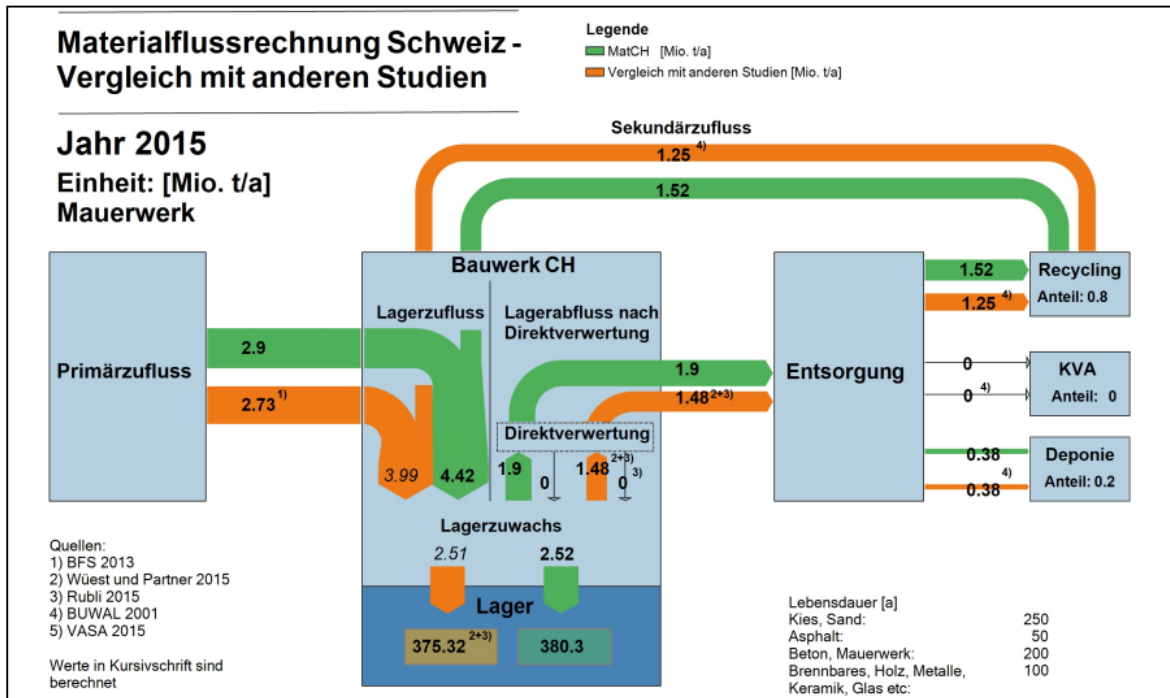 Materialflussrechnung Schweiz -
Vergleich mit anderen Studien
Legende
MatCH [Mio. t/a]
Vergleich mit anderen Studien [Mio. t/a]
Jahr 2015
Einheit: [Mio. t/a]
Mauerwerk
Sekundärzufluss
1.25 4)
1.52
Primärzufluss
2.9
2.73 1)
Bauwerk CH
Lagerzufluss
Lagerabfluss nach
Direktverwertung
3.99
4.42
1.9
1.48 2+3)
Direktverwertung
1.9
0
1.48 2+3)
0 3)
Lagerzuwachs
2.51
2.52
Lager
375.32 2+3)
380.3
Entsorgung
1.52
1.25 4)
0
0 4)
0.38
0.38 4)
Recycling
Anteil: 0.8
KVA
Anteil: 0
Deponie
Anteil: 0.2
Quellen:
1) BFS 2013
2) Wüest und Partner 2015
3) Rubli 2015
4) BUWAL 2001
5) VASA 2015
Werte in Kursivschrift sind
berechnet
Lebensdauer [a]
Kies, Sand: 250
Asphalt: 50
Beton, Mauerwerk: 200
Brennbares, Holz, Metalle, 100
Keramik, Glas etc: